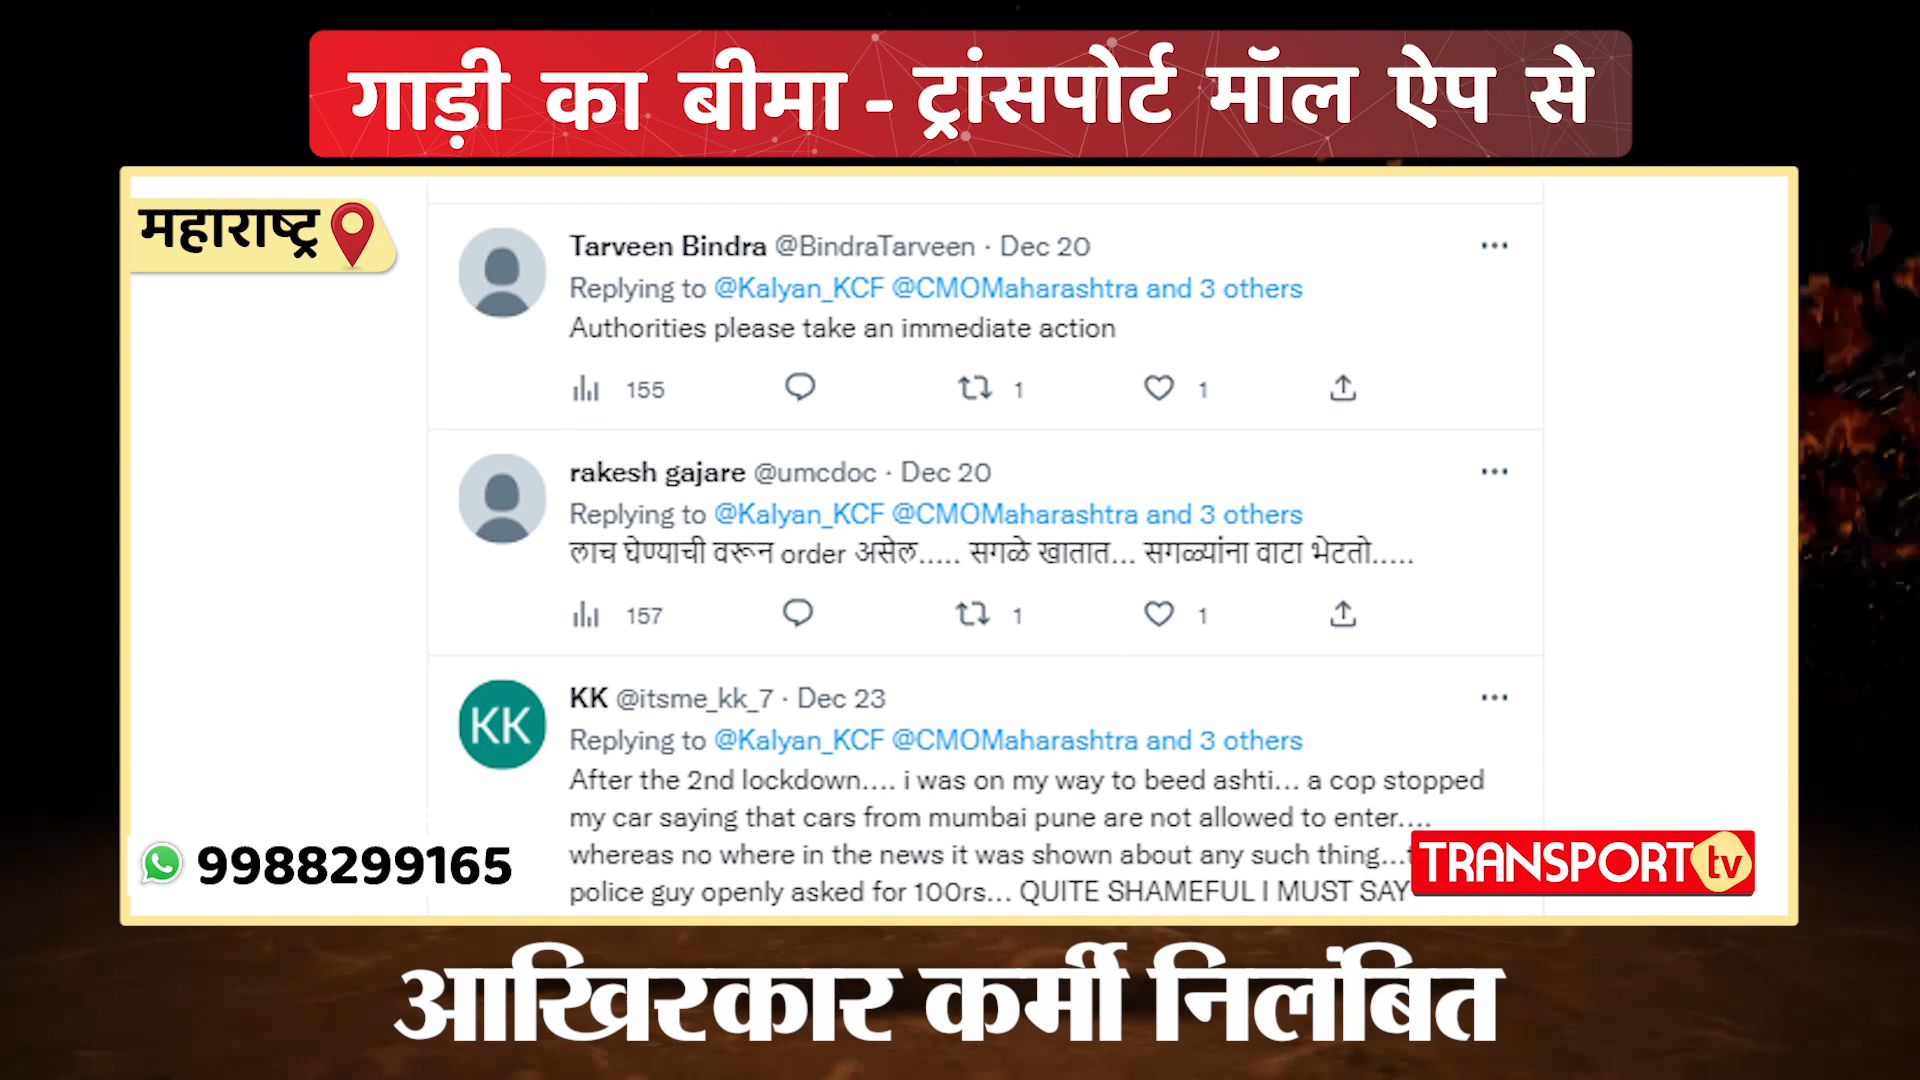 गाड़ी का बीमा - ट्रांसपोर्ट मॉल ऐप से
महाराष्ट्र
Tarveen Bindra @BindraTarveen · Dec 20
Replying to @Kalyan_KCF @CMOMaharashtra and 3 others
Authorities please take an immediate action
155 1 1
rakesh gajare @umcdoc · Dec 20
Replying to @Kalyan_KCF @CMOMaharashtra and 3 others
लाच घेण्याची वरून order असेल..... सगळे खातात... सगळ्यांना वाटा भेटतो.....
157 1 1
KK
KK @itsme_kk_7 · Dec 23
Replying to @Kalyan_KCF @CMOMaharashtra and 3 others
After the 2nd lockdown.... i was on my way to beed ashti... a cop stopped
my car saying that cars from mumbai pune are not allowed to enter....
whereas no where in the news it was shown about any such thing...
police guy openly asked for 100rs... QUITE SHAMEFUL I MUST SAY
9988299165
TRANSPORT tv
आखिरकार कर्मी निलंबित